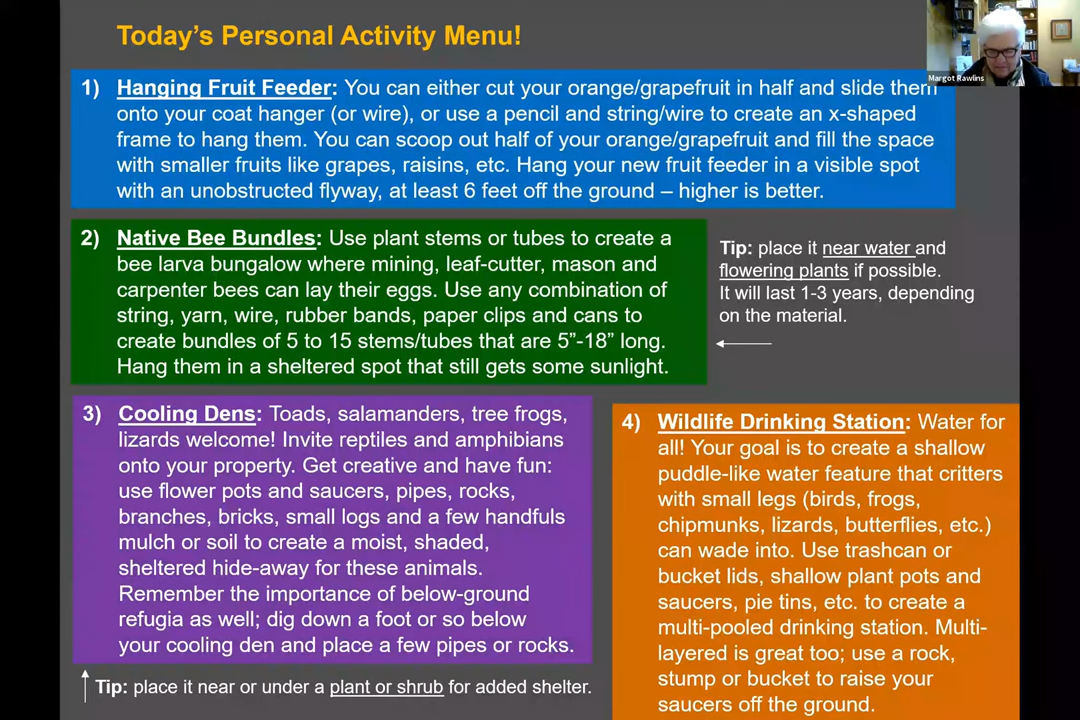 Today's Personal Activity Menu!
Margot Rawlins
1) Hanging Fruit Feeder: You can either cut your orange/grapefruit in half and slide them
onto your coat hanger (or wire), or use a pencil and string/wire to create an x-shaped
frame to hang them. You can scoop out half of your orange/grapefruit and fill the space
with smaller fruits like grapes, raisins, etc. Hang your new fruit feeder in a visible spot
with an unobstructed flyway, at least 6 feet off the ground – higher is better.
2) Native Bee Bundles: Use plant stems or tubes to create a
bee larva bungalow where mining, leaf-cutter, mason and
carpenter bees can lay their eggs. Use any combination of
string, yarn, wire, rubber bands, paper clips and cans to
create bundles of 5 to 15 stems/tubes that are 5”-18” long.
Hang them in a sheltered spot that still gets some sunlight.
Tip: place it near water and
flowering plants if possible.
It will last 1-3 years, depending
on the material.
3) Cooling Dens: Toads, salamanders, tree frogs,
lizards welcome! Invite reptiles and amphibians
onto your property. Get creative and have fun:
use flower pots and saucers, pipes, rocks,
branches, bricks, small logs and a few handfuls
mulch or soil to create a moist, shaded,
sheltered hide-away for these animals.
Remember the importance of below-ground
refugia as well; dig down a foot or so below
your cooling den and place a few pipes or rocks.
Tip: place it near or under a plant or shrub for added shelter.
4) Wildlife Drinking Station: Water for
all! Your goal is to create a shallow
puddle-like water feature that critters
with small legs (birds, frogs,
chipmunks, lizards, butterflies, etc.)
can wade into. Use trashcan or
bucket lids, shallow plant pots and
saucers, pie tins, etc. to create a
multi-pooled drinking station. Multi-
layered is great too; use a rock,
stump or bucket to raise your
saucers off the ground.